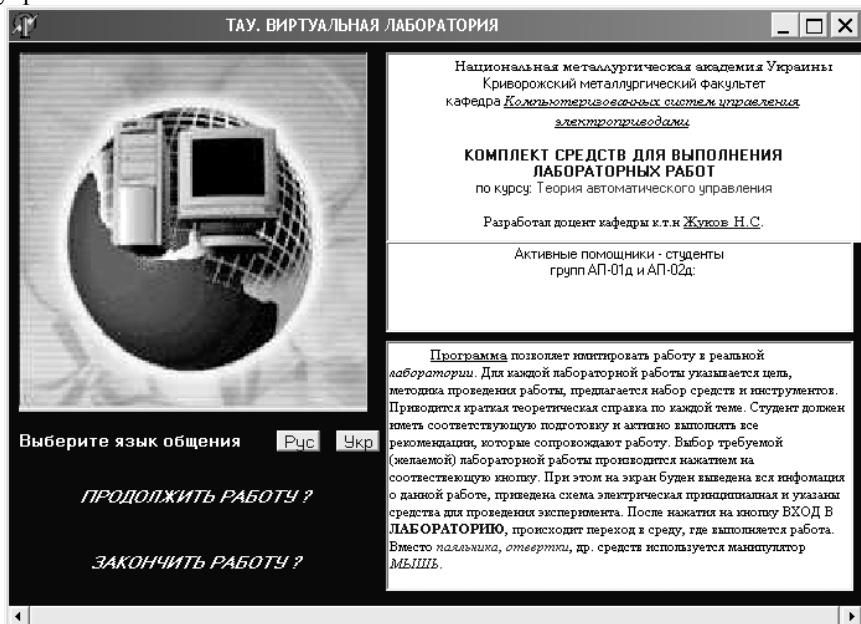 ТАУ. ВИРТУАЛЬНАЯ ЛАБОРАТОРИЯ
Национальная металлургическая академия Украины
Криворожский металлургический факультет
кафедра Компьютеризованных систем управления
электроприводами
КОМПЛЕКТ СРЕДСТВ ДЛЯ ВЫПОЛНЕНИЯ
ЛАБОРАТОРНЫХ РАБОТ
по курсу: Теория автоматического управления
Разработал доцент кафедры к.т.н Жуков Н.С.
Активные помощники - студенты
групп АП-01д и АП-02д:
Программа позволяет имитировать работу в реальной
лаборатории. Для каждой лабораторной работы указывается цель,
методика проведения работы, предлагается набор средств и инструментов.
Приводится краткая теоретическая справка по каждой теме. Студент должен
иметь соответствующую подготовку и активно выполнять все
рекомендации, которые сопровождают работу. Выбор требуемой
(желаемой) лабораторной работы производится нажатием на
соотвествеющую кнопку. При этом на экран буден выведена вся инфомация
о данной работе, приведена схема электрическая принципиалная и указаны
средства для проведения эксперимента. После нажатия на кнопку ВХОД В
ЛАБОРАТОРИЮ, происходит переход в среду, где выполняется работа.
Вместо паяльника, отвертки, др. средств используется манипулятор
МЫШЬ.
Выберите язык общения Рус Укр
ПРОДОЛЖИТЬ РАБОТУ ?
ЗАКОНЧИТЬ РАБОТУ ?